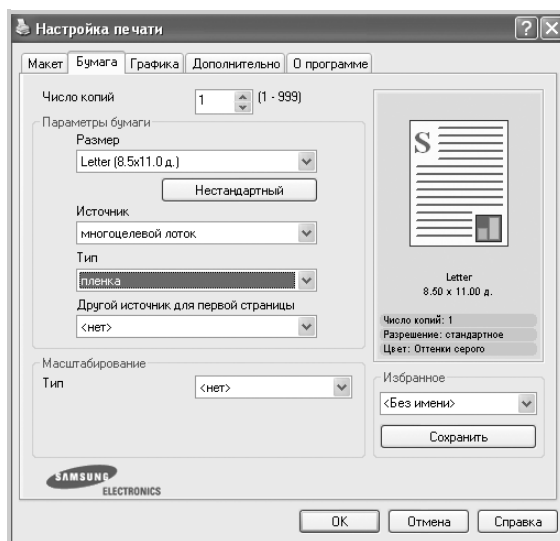 Настройка печати
Макет Бумага Графика Дополнительно О программе
Число копий 1 (1 - 999)
Параметры бумаги
Размер
Letter (8.5x11.0 д.)
Нестандартный
Источник
многоцелевой лоток
Тип
пленка
Другой источник для первой страницы
<нет>
Масштабирование
Тип <нет>
S
Letter
8.50 x 11.00 д.
Число копий: 1
Разрешение: стандартное
Цвет: Оттенки серого
Избранное
<Без имени>
Сохранить
SAMSUNG
ELECTRONICS
OK Отмена Справка